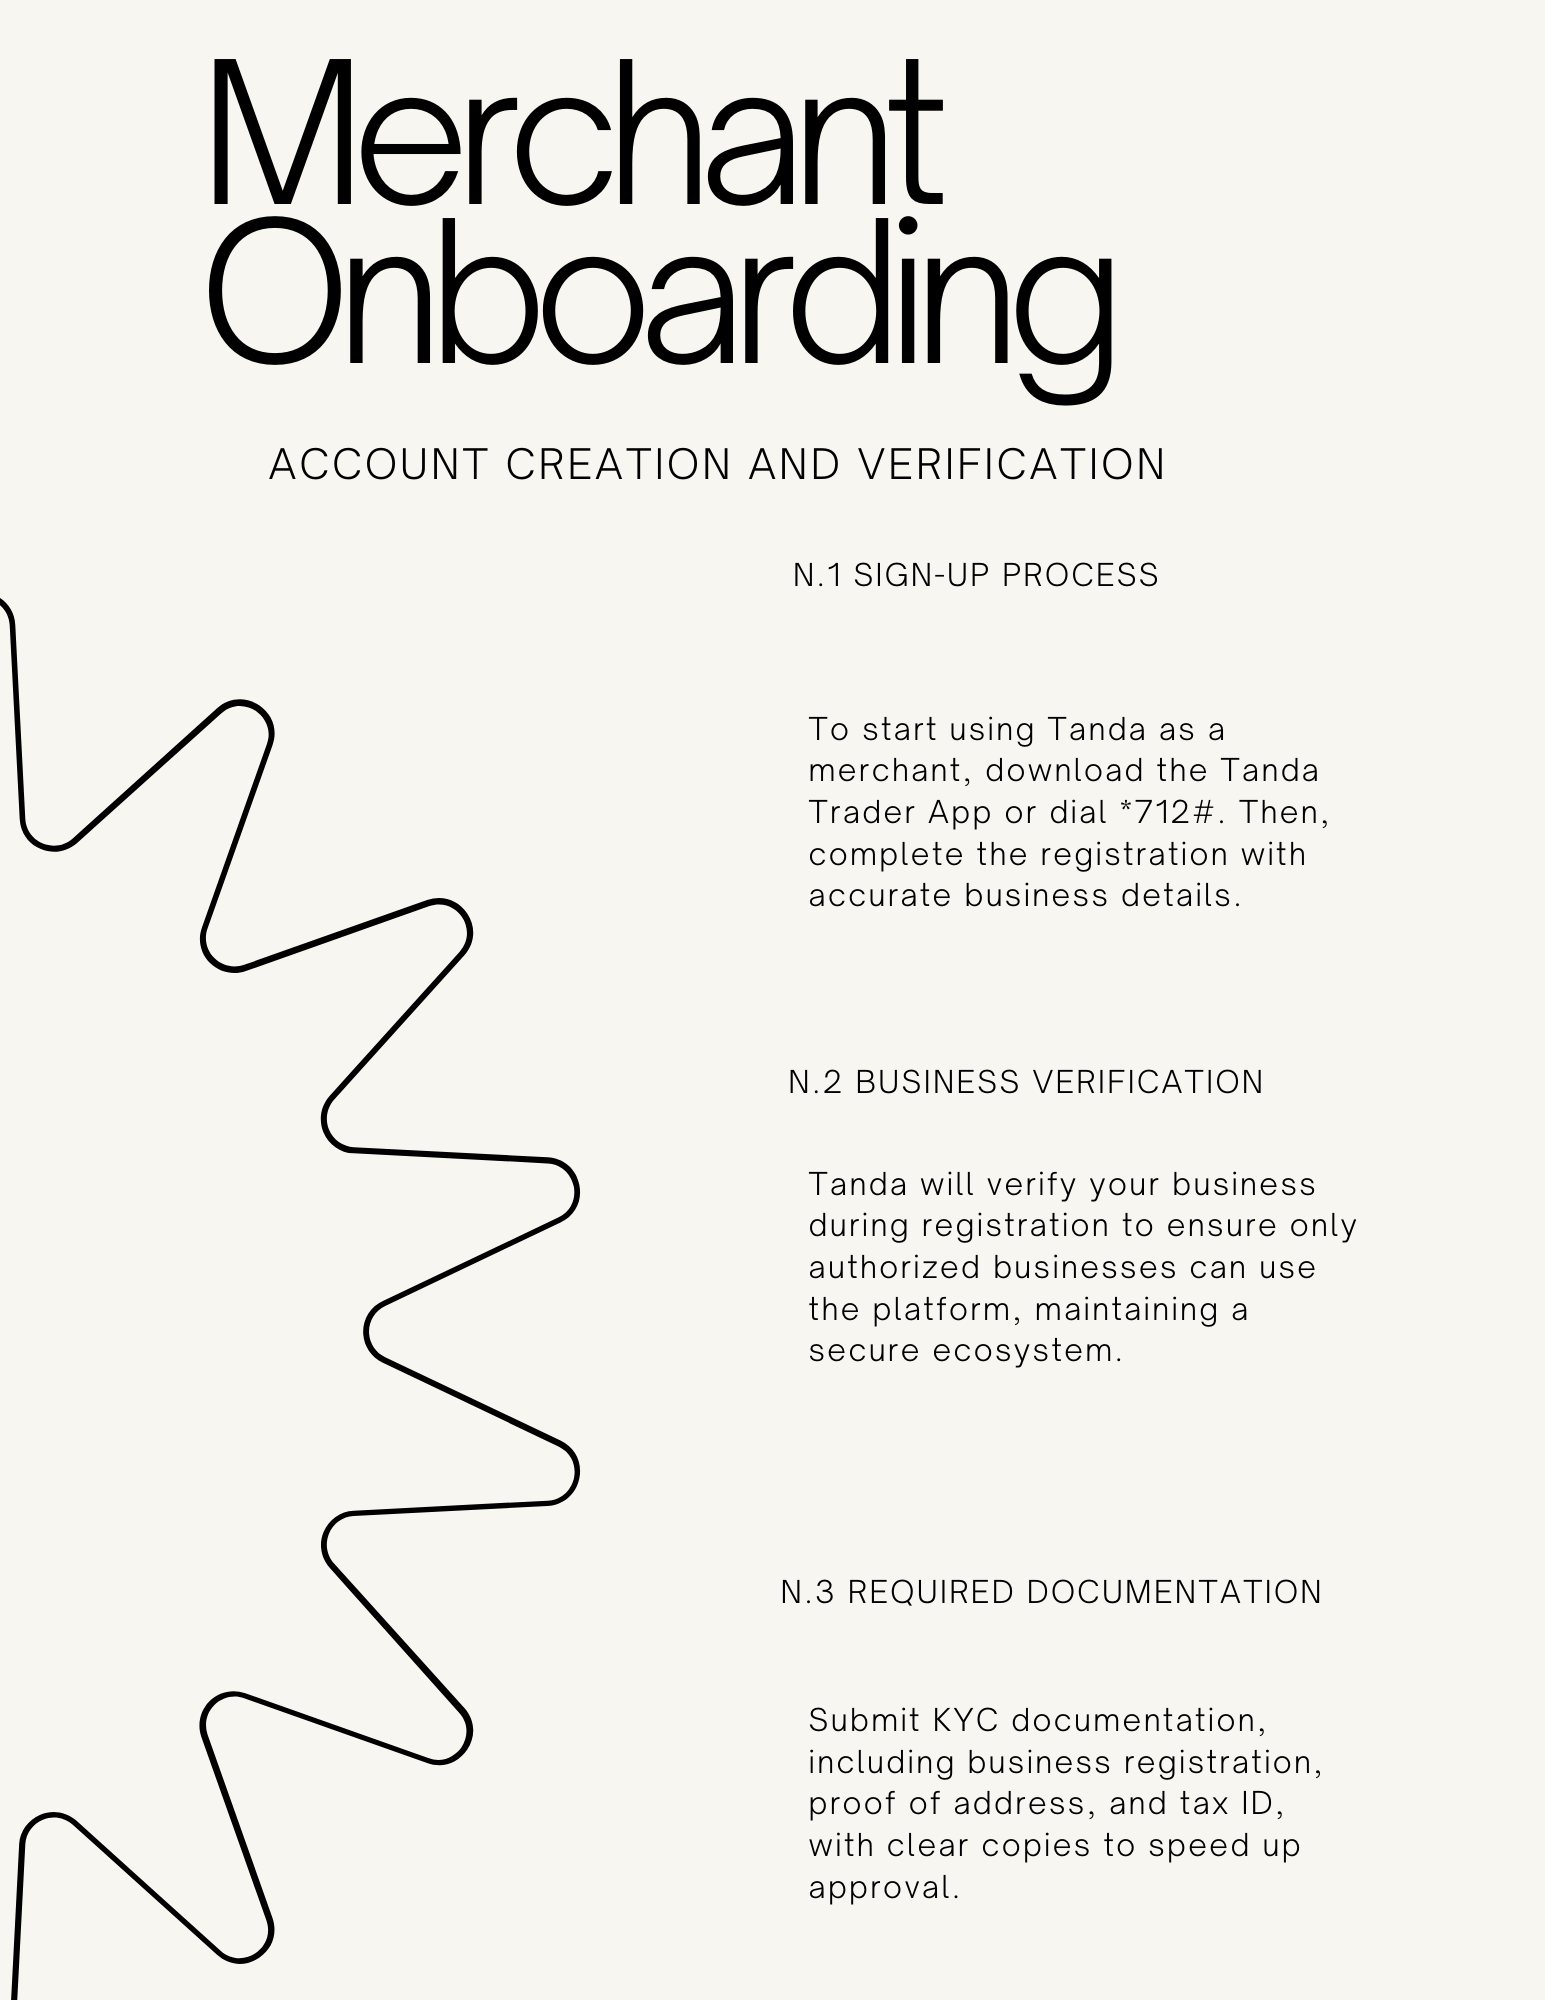 Merchant
Onboarding
ACCOUNT CREATION AND VERIFICATION
N.1 SIGN-UP PROCESS
To start using Tanda as a
merchant, download the Tanda
Trader App or dial *712#. Then,
complete the registration with
accurate business details.
N.2 BUSINESS VERIFICATION
Tanda will verify your business
during registration to ensure only
authorized businesses can use
the platform, maintaining a
secure ecosystem.
N.3 REQUIRED DOCUMENTATION
Submit KYC documentation,
including business registration,
proof of address, and tax ID,
with clear copies to speed up
approval.